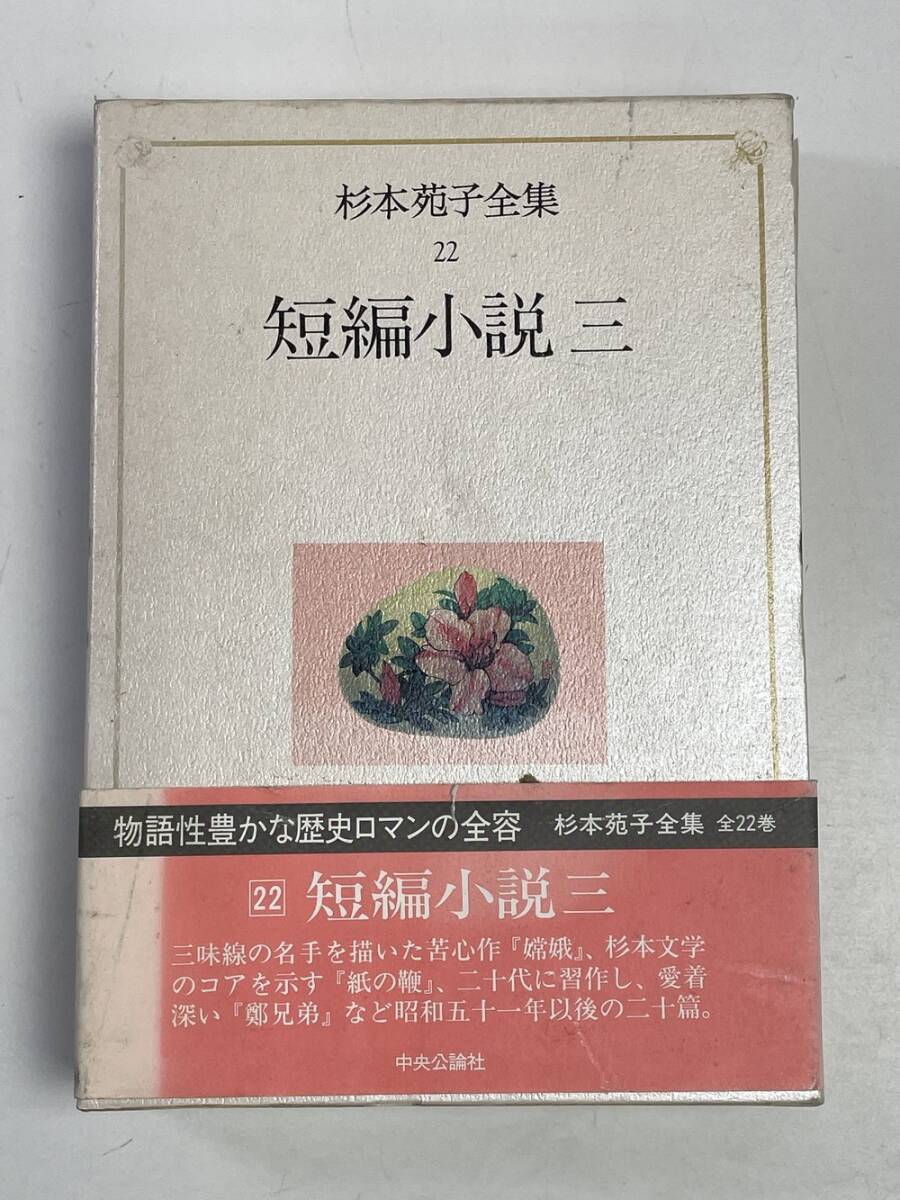 杉本苑子全集
22
短編小説 三
物語性豊かな歴史ロマンの全容 杉本苑子全集 全22巻
22 短編小説 三
三味線の名手を描いた苦心作『嫦娥』、杉本文学
のコアを示す『紙の鞭』、二十代に習作し、愛着
深い『鄭兄弟』など昭和五十一年以後の二十篇。
中央公論社